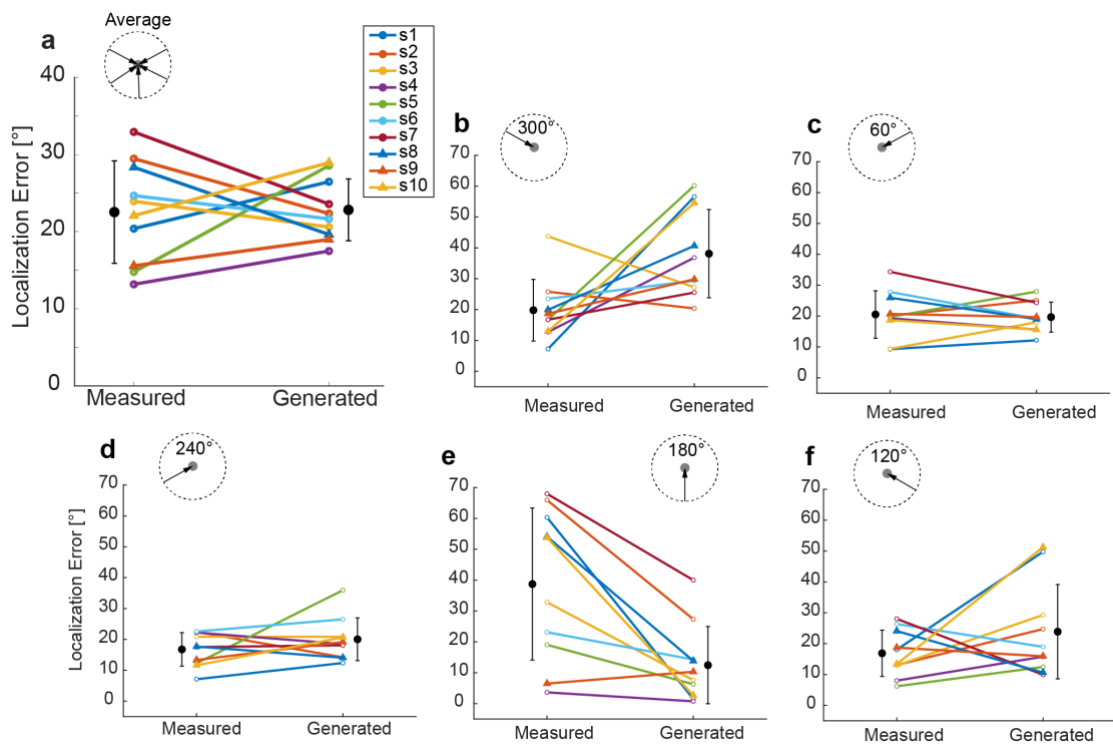 a
Average
Localization Error [°]
40
30
20
10
0
Measured Generated
s1
s2
s3
s4
s5
s6
s7
s8
s9
s10
b
300°
70
60
50
40
30
20
10
0
Measured Generated
c
60°
70
60
50
40
30
20
10
0
Measured Generated
d
240°
Localization Error [°]
70
60
50
40
30
20
10
0
Measured Generated
e
180°
70
60
50
40
30
20
10
0
Measured Generated
f
120°
70
60
50
40
30
20
10
0
Measured Generated